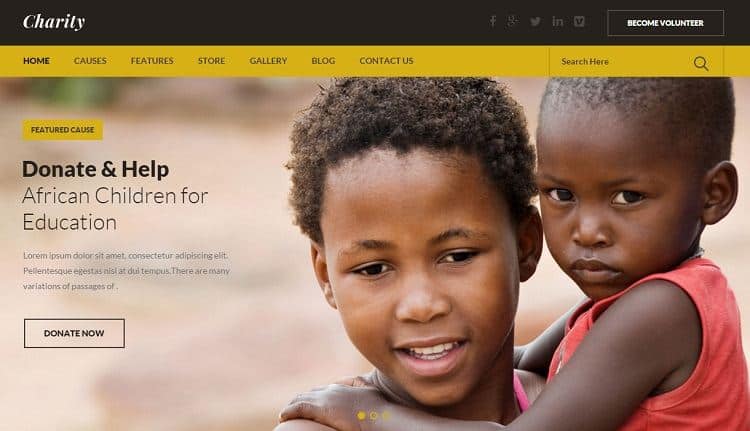 Charity
BECOME VOLUNTEER
HOME CAUSES FEATURES STORE GALLERY BLOG CONTACT US
Search Here
FEATURED CAUSE
Donate & Help
African Children for
Education
Lorem ipsum dolor sit amet, consectetur adipiscing elit.
Pellentesque egestas nisl at dui tempus.There are many
variations of passages of .
DONATE NOW